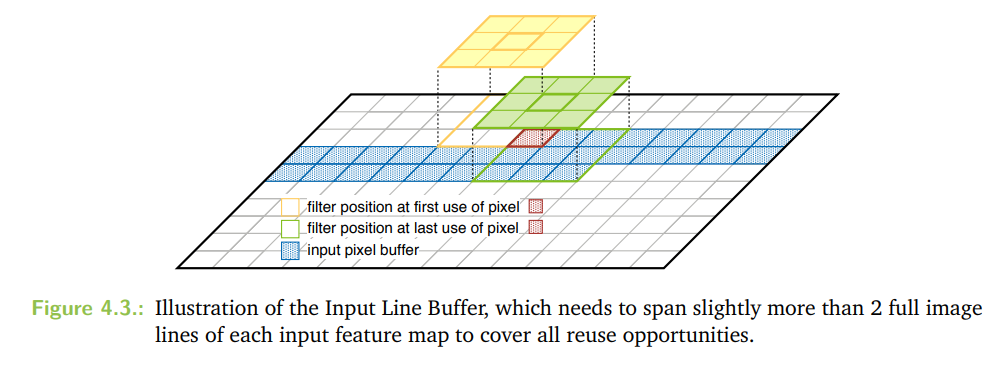 filter position at first use of pixel
filter position at last use of pixel
input pixel buffer
Figure 4.3.: Illustration of the Input Line Buffer, which needs to span slightly more than 2 full image
lines of each input feature map to cover all reuse opportunities.